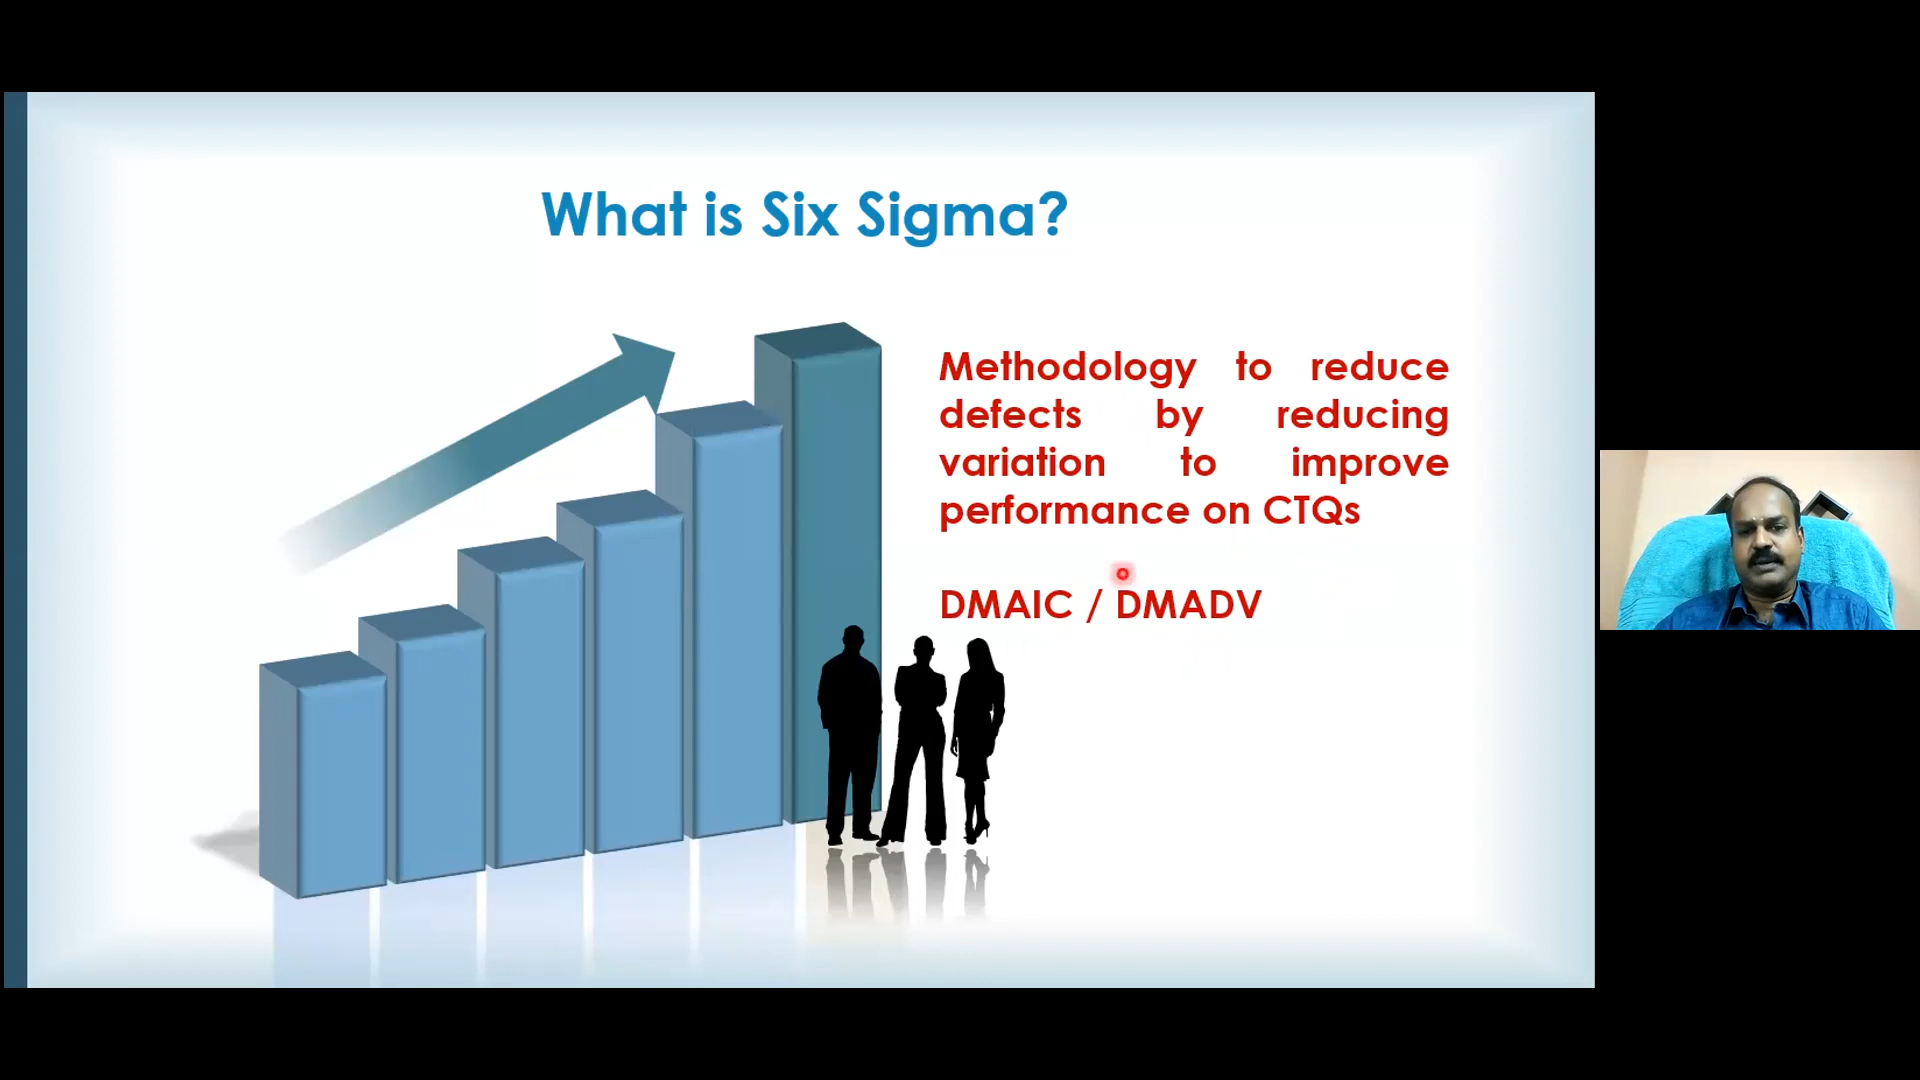 What is Six Sigma?
Methodology to reduce
defects by reducing
variation to improve
performance on CTQs
DMAIC / DMADV